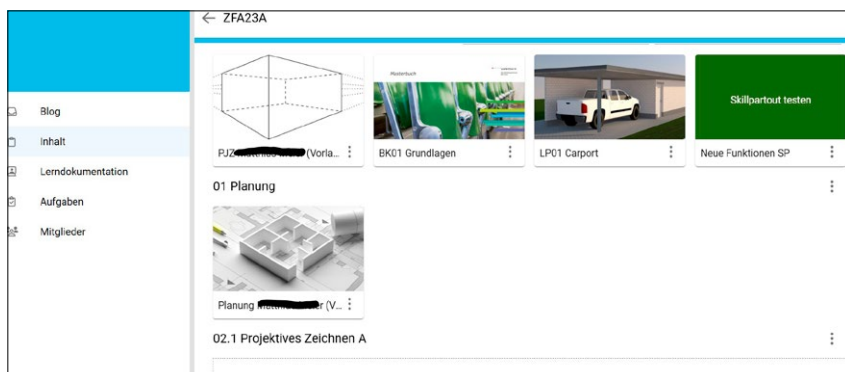 ZFA23A
Blog
Inhalt
Lerndokumentation
Aufgaben
Mitglieder
Musterbuch
Skillpartout testen
PJZ (Vorla...
BK01 Grundlagen
LP01 Carport
Neue Funktionen SP
01 Planung
Planung (V...
02.1 Projektives Zeichnen A